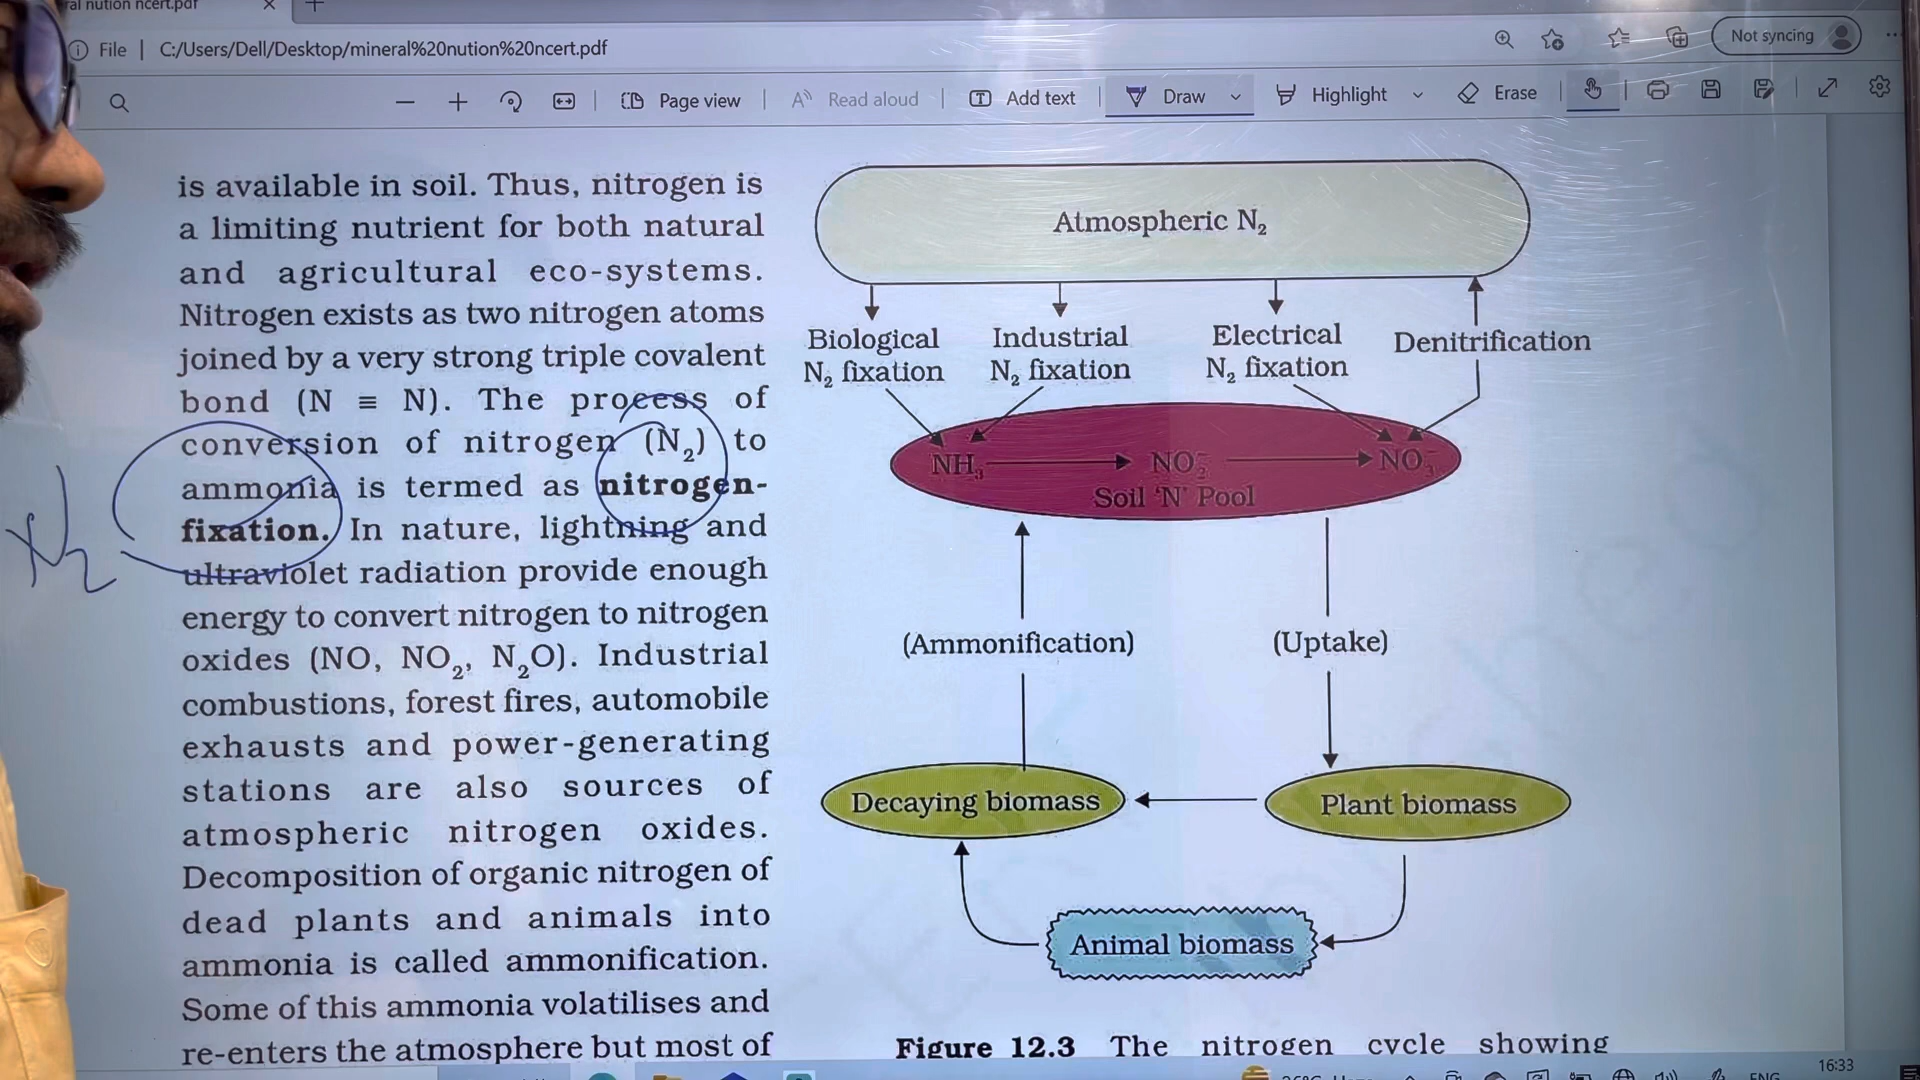 File | C:/Users/Dell/Desktop/mineral%20nution%20ncert.pdf
Not syncing
Page view
Read aloud
Add text
Draw
Highlight
Erase
is available in soil. Thus, nitrogen is
a limiting nutrient for both natural
and agricultural eco-systems.
Nitrogen exists as two nitrogen atoms
joined by a very strong triple covalent
bond (N ≡ N). The process of
conversion of nitrogen (N₂) to
ammonia is termed as nitrogen-
fixation. In nature, lightning and
ultraviolet radiation provide enough
energy to convert nitrogen to nitrogen
oxides (NO, NO₂, N₂O). Industrial
combustions, forest fires, automobile
exhausts and power-generating
stations are also sources of
atmospheric nitrogen oxides.
Decomposition of organic nitrogen of
dead plants and animals into
ammonia is called ammonification.
Some of this ammonia volatilises and
re-enters the atmosphere but most of
N₂
Atmospheric N₂
Biological
N₂ fixation
Industrial
N₂ fixation
Electrical
N₂ fixation
Denitrification
NH₃
NO₂⁻
NO₃⁻
Soil 'N' Pool
(Ammonification)
(Uptake)
Decaying biomass
Plant biomass
Animal biomass
Figure 12.3 The nitrogen cycle showing
16:33
ENG